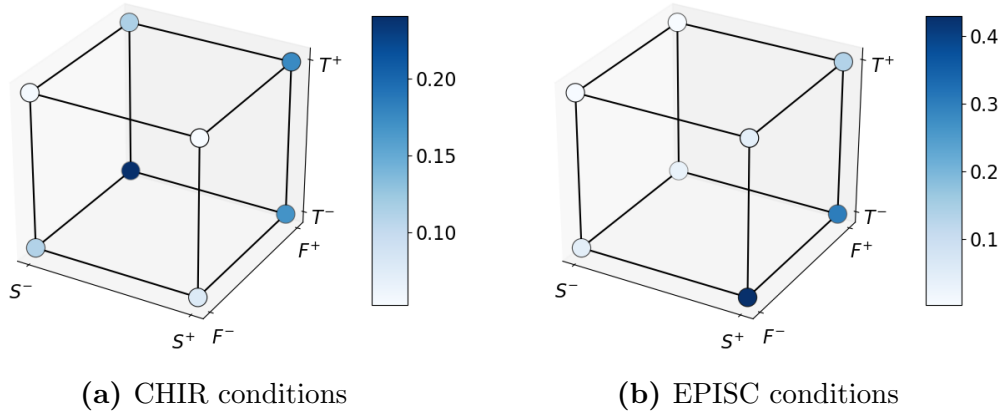 T⁺
0.20
0.15
0.10
T⁻
F⁺
S⁻
S⁺
F⁻
(a) CHIR conditions
T⁺
0.4
0.3
0.2
0.1
T⁻
F⁺
S⁻
S⁺
F⁻
(b) EPISC conditions